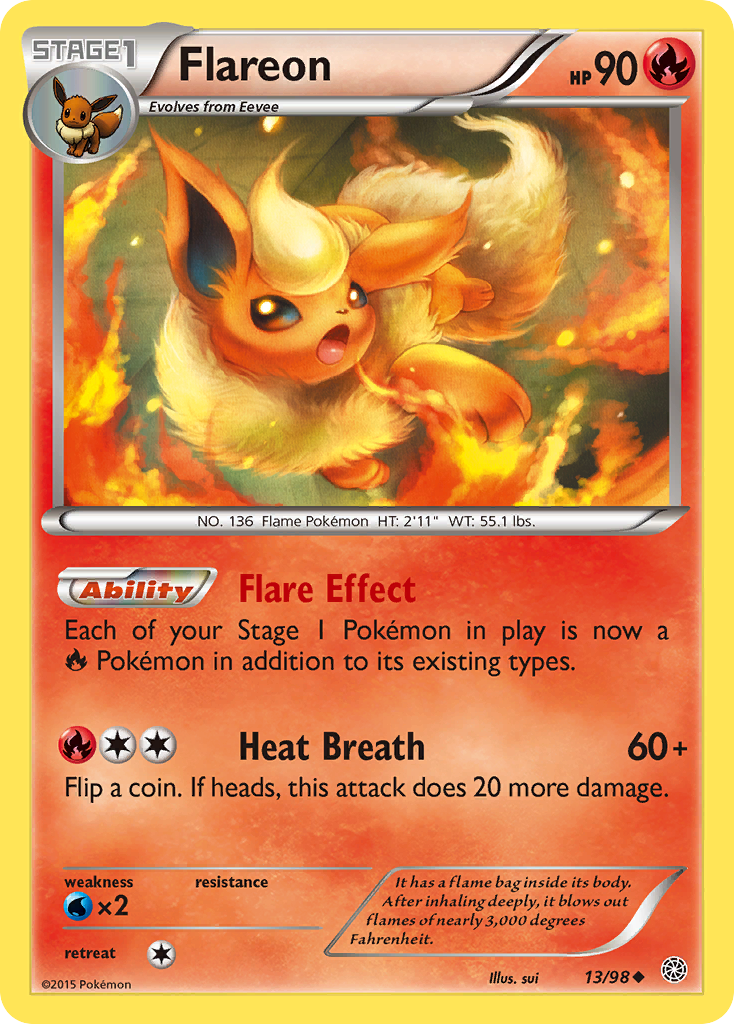 STAGE1
Flareon
HP 90
Evolves from Eevee
NO. 136 Flame Pokémon HT: 2'11" WT: 55.1 lbs.
Ability Flare Effect
Each of your Stage 1 Pokémon in play is now a
Pokémon in addition to its existing types.
Heat Breath 60+
Flip a coin. If heads, this attack does 20 more damage.
weakness resistance
×2
retreat
It has a flame bag inside its body.
After inhaling deeply, it blows out
flames of nearly 3,000 degrees
Fahrenheit.
©2015 Pokémon
Illus. sui 13/98